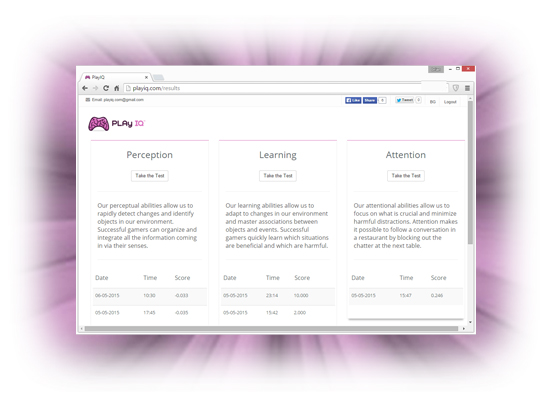 PlayIQ
playiq.com/results
Email: playiq.com@gmail.com
Like Share
Tweet
BG
Logout
PLAY IQ
Perception
Take the Test
Our perceptual abilities allow us to
rapidly detect changes and identify
objects in our environment.
Successful gamers can organize and
integrate all the information coming
in via their senses.
Date Time Score
06-05-2015 10:30 -0.033
05-05-2015 17:45 -0.035
Learning
Take the Test
Our learning abilities allow us to
adapt to changes in our environment
and master associations between
objects and events. Successful
gamers quickly learn which situations
are beneficial and which are harmful.
Date Time Score
05-05-2015 23:14 10.000
05-05-2015 15:42 2.000
Attention
Take the Test
Our attentional abilities allow us to
focus on what is crucial and minimize
harmful distractions. Attention makes
it possible to follow a conversation in
a restaurant by blocking out the
chatter at the next table.
Date Time Score
05-05-2015 15:47 0.246